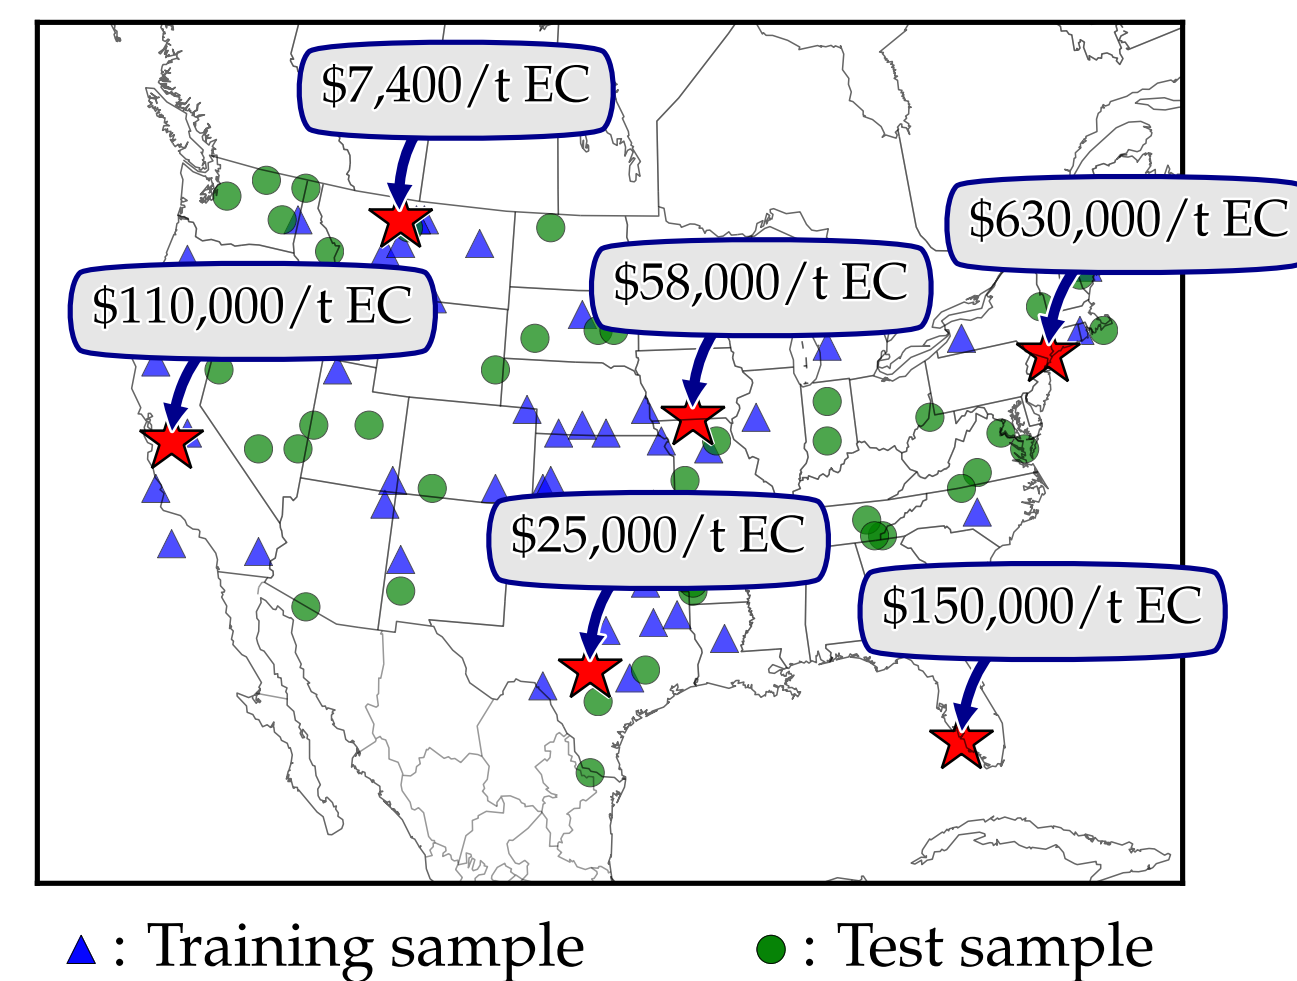 $7,400/t EC
$630,000/t EC
$58,000/t EC
$110,000/t EC
$25,000/t EC
$150,000/t EC
: Training sample
: Test sample